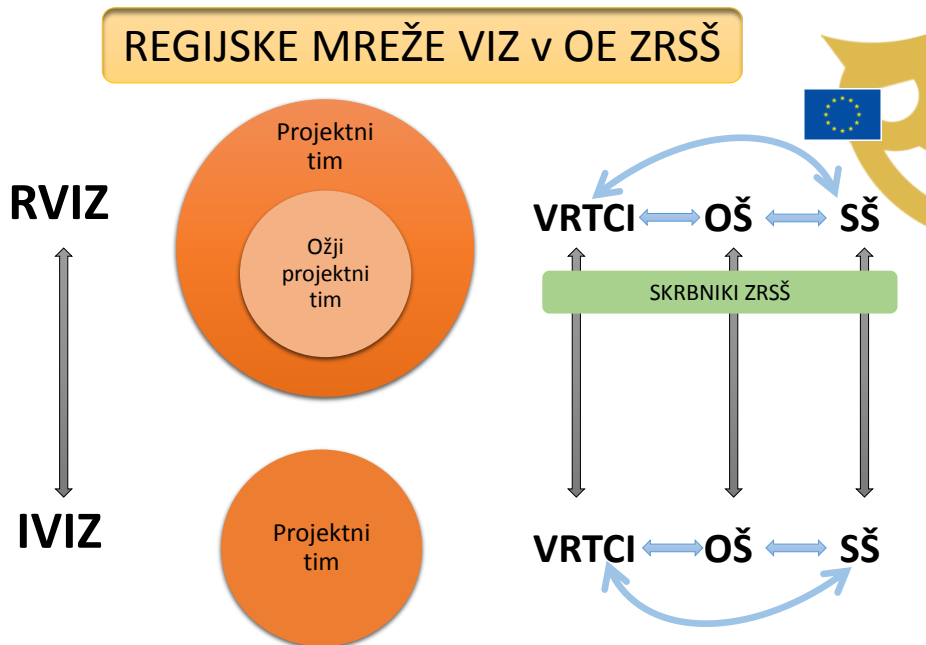 REGIJSKE MREŽE VIZ v OE ZRSŠ
RVIZ
Projektni
tim
Ožji
projektni
tim
VRTCI
OŠ
SŠ
SKRBNIKI ZRSŠ
IVIZ
Projektni
tim
VRTCI
OŠ
SŠ